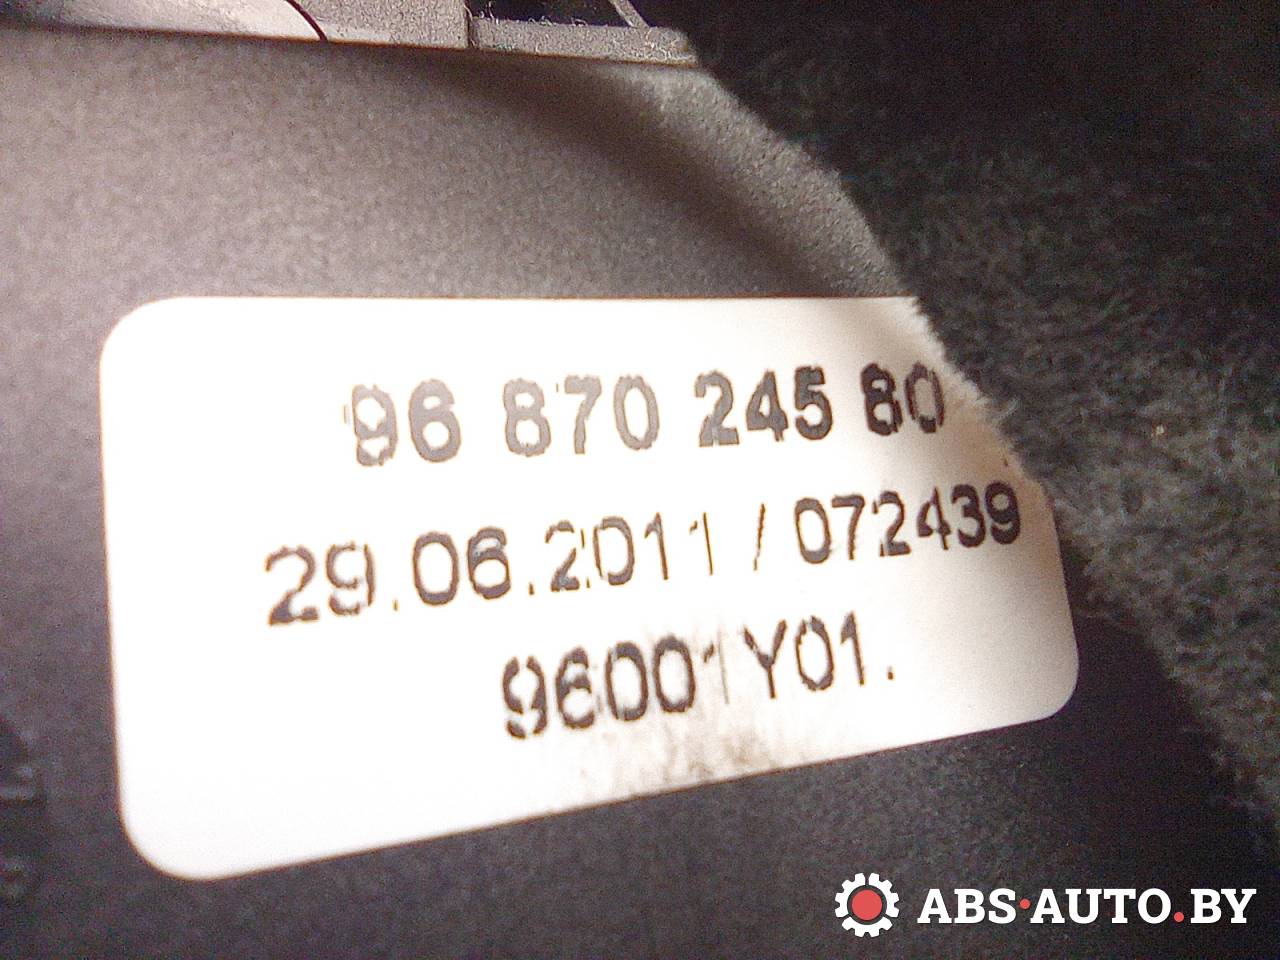 96 870 245 80
29.06.2011 / 072439
96001Y01.
ABS·AUTO.BY